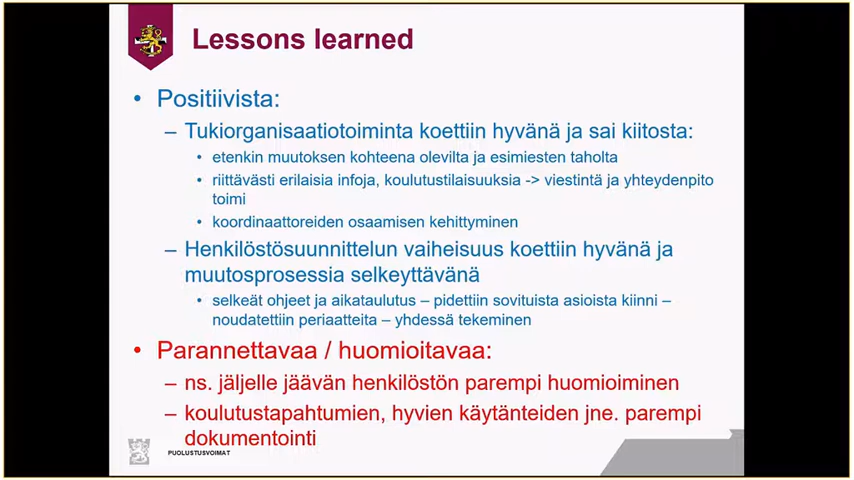 Lessons learned
• Positiivista:
– Tukiorganisaatiotoiminta koettiin hyvänä ja sai kiitosta:
• etenkin muutoksen kohteena olevilta ja esimiesten taholta
• riittävästi erilaisia infoja, koulutustilaisuuksia -> viestintä ja yhteydenpito
toimi
• koordinaattoreiden osaamisen kehittyminen
– Henkilöstösuunnittelun vaiheisuus koettiin hyvänä ja
muutosprosessia selkeyttävänä
• selkeät ohjeet ja aikataulutus – pidettiin sovituista asioista kiinni –
noudatettiin periaatteita – yhdessä tekeminen
• Parannettavaa / huomioitavaa:
– ns. jäljelle jäävän henkilöstön parempi huomioiminen
– koulutustapahtumien, hyvien käytänteiden jne. parempi
dokumentointi
PUOLUSTUSVOIMAT